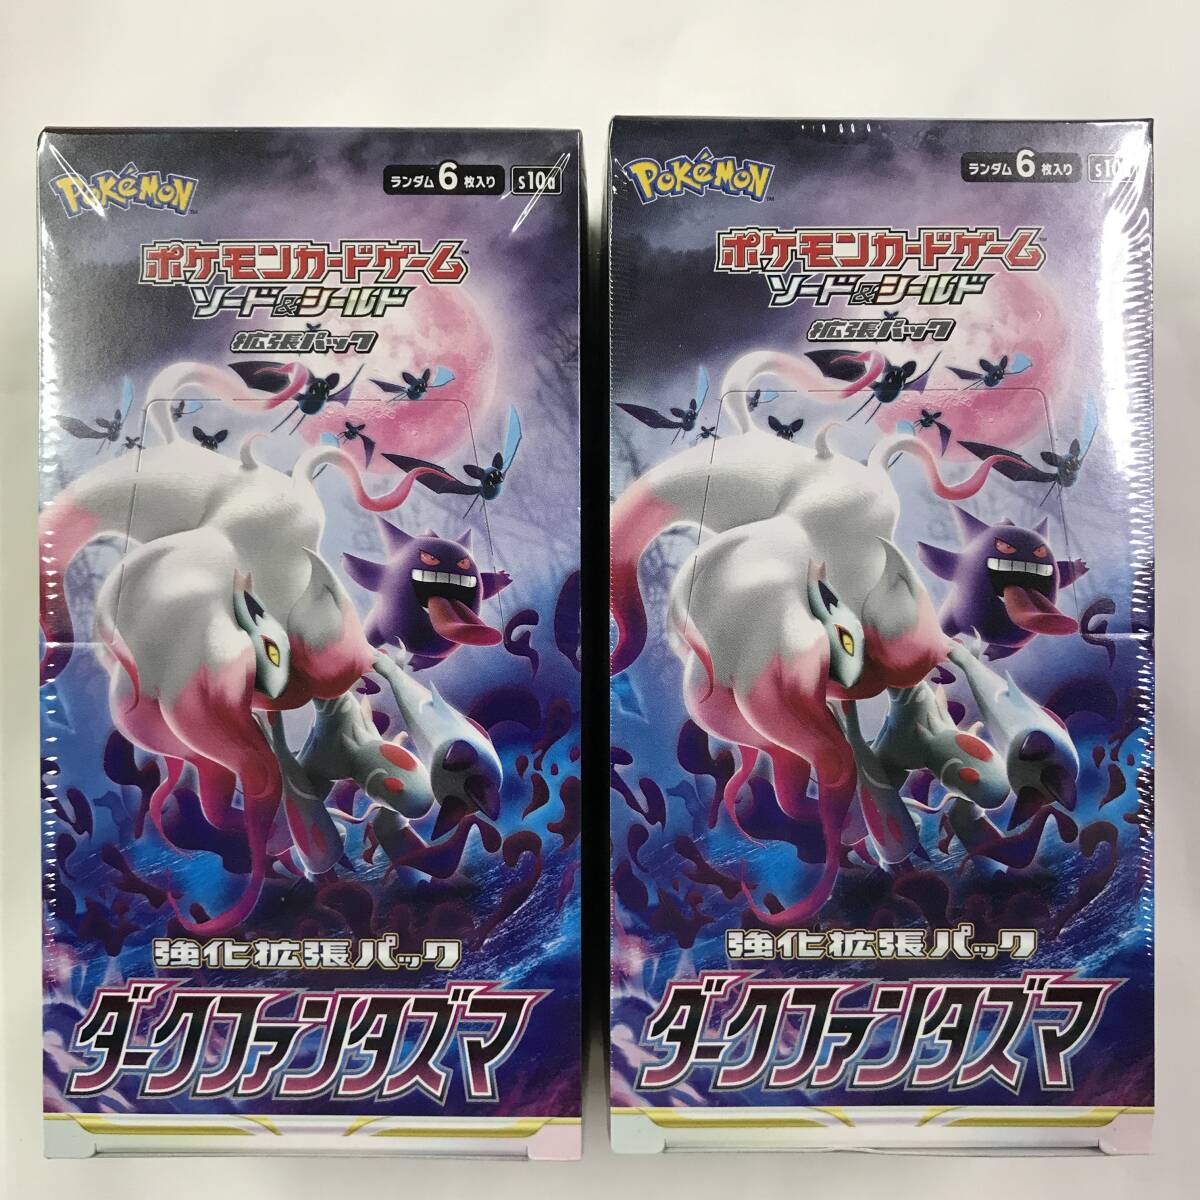 Pokémon
ランダム6枚入り s10a
ポケモンカードゲーム
ソード&シールド
拡張パック
強化拡張パック
ダークファンタズマ
Pokémon
ランダム6枚入り s10a
ポケモンカードゲーム
ソード&シールド
拡張パック
強化拡張パック
ダークファンタズマ